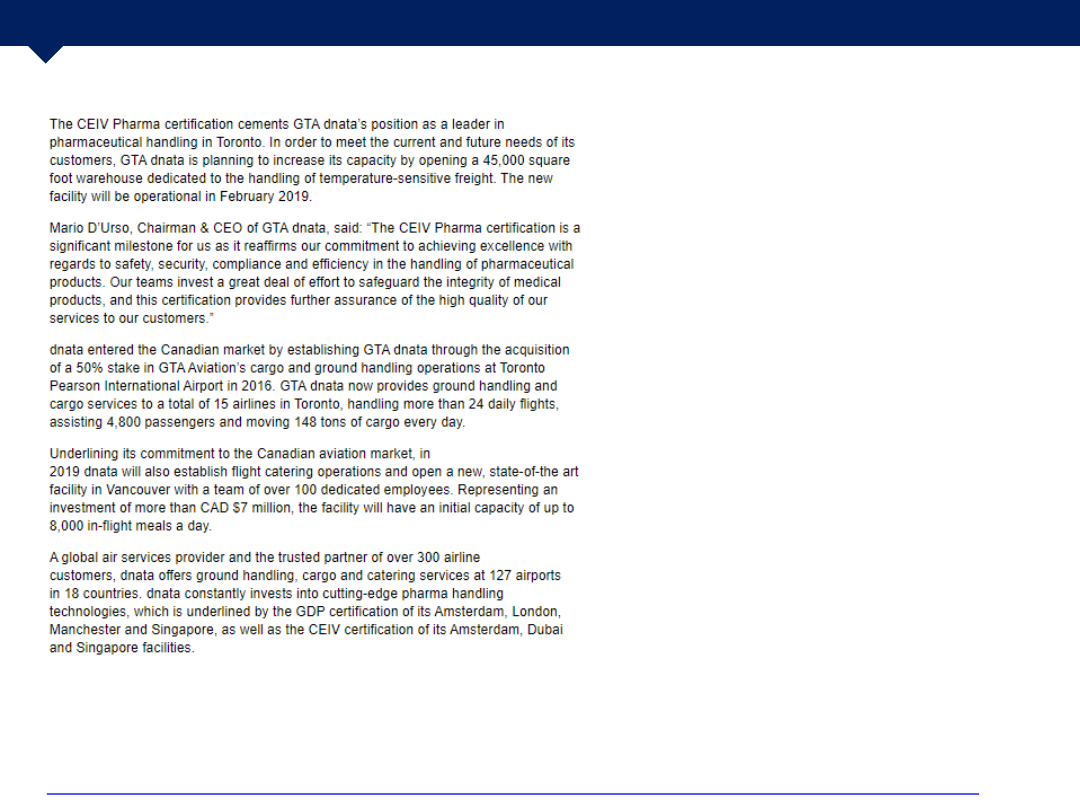 The CEIV Pharma certification cements GTA dnata’s position as a leader in
pharmaceutical handling in Toronto. In order to meet the current and future needs of its
customers, GTA dnata is planning to increase its capacity by opening a 45,000 square
foot warehouse dedicated to the handling of temperature-sensitive freight. The new
facility will be operational in February 2019.
Mario D’Urso, Chairman & CEO of GTA dnata, said: “The CEIV Pharma certification is a
significant milestone for us as it reaffirms our commitment to achieving excellence with
regards to safety, security, compliance and efficiency in the handling of pharmaceutical
products. Our teams invest a great deal of effort to safeguard the integrity of medical
products, and this certification provides further assurance of the high quality of our
services to our customers.”
dnata entered the Canadian market by establishing GTA dnata through the acquisition
of a 50% stake in GTA Aviation’s cargo and ground handling operations at Toronto
Pearson International Airport in 2016. GTA dnata now provides ground handling and
cargo services to a total of 15 airlines in Toronto, handling more than 24 daily flights,
assisting 4,800 passengers and moving 148 tons of cargo every day.
Underlining its commitment to the Canadian aviation market, in
2019 dnata will also establish flight catering operations and open a new, state-of-the art
facility in Vancouver with a team of over 100 dedicated employees. Representing an
investment of more than CAD $7 million, the facility will have an initial capacity of up to
8,000 in-flight meals a day.
A global air services provider and the trusted partner of over 300 airline
customers, dnata offers ground handling, cargo and catering services at 127 airports
in 18 countries. dnata constantly invests into cutting-edge pharma handling
technologies, which is underlined by the GDP certification of its Amsterdam, London,
Manchester and Singapore, as well as the CEIV certification of its Amsterdam, Dubai
and Singapore facilities.